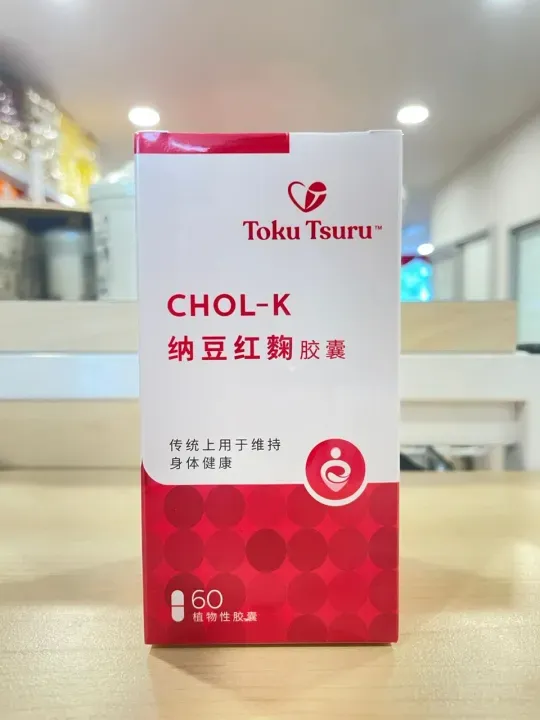 Toku Tsuru™
CHOL-K
纳豆红麴胶囊
传统上用于维持
身体健康
60
植物性胶囊